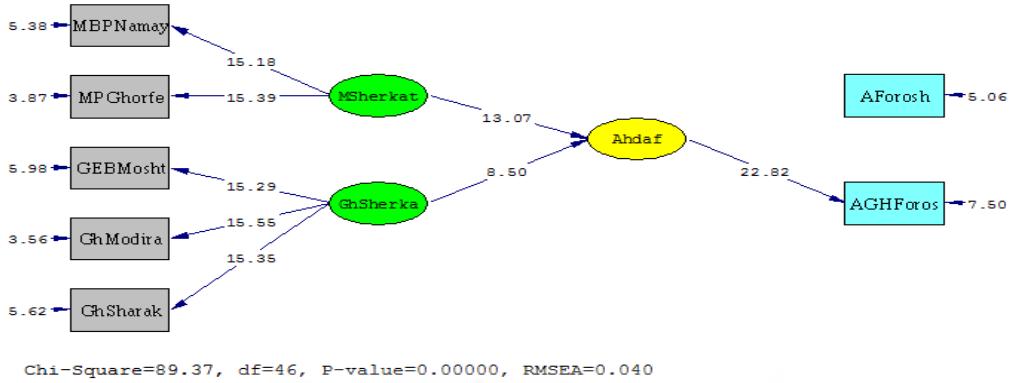 5.38 MBPNamay
15.18
3.87 MPGhorfe 15.39 MSherkat
AForosh 5.06
13.07
Ahdaf
5.98 GEBMosht
15.29
8.50
22.82
GhSherka
AGHForos 7.50
15.55
3.56 GhModira
15.35
5.62 GhSharak
Chi-Square=89.37, df=46, P-value=0.00000, RMSEA=0.040